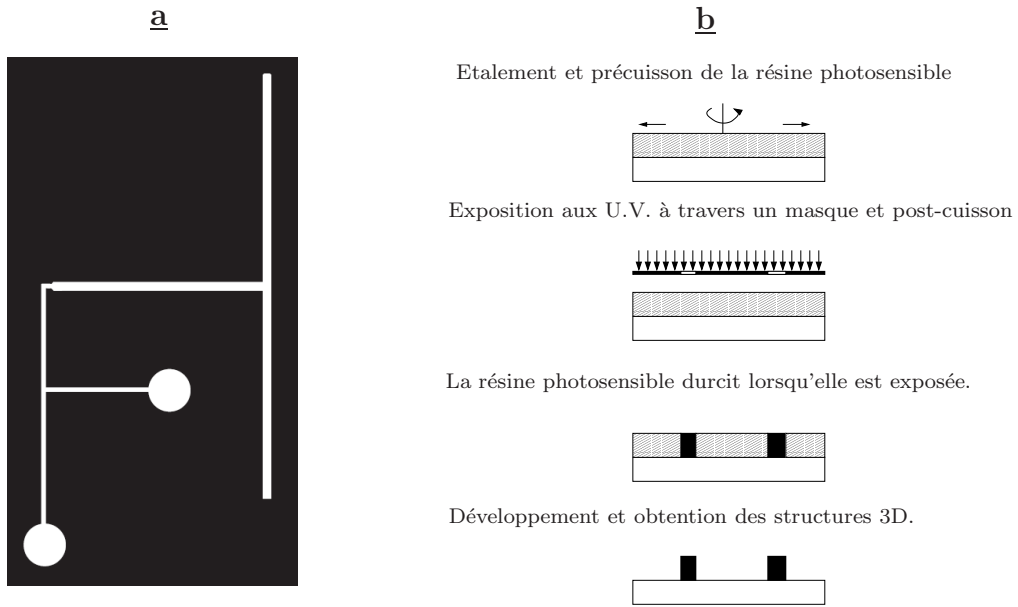 a
b
Etalement et précuisson de la résine photosensible
Exposition aux U.V. à travers un masque et post-cuisson
La résine photosensible durcit lorsqu'elle est exposée.
Développement et obtention des structures 3D.